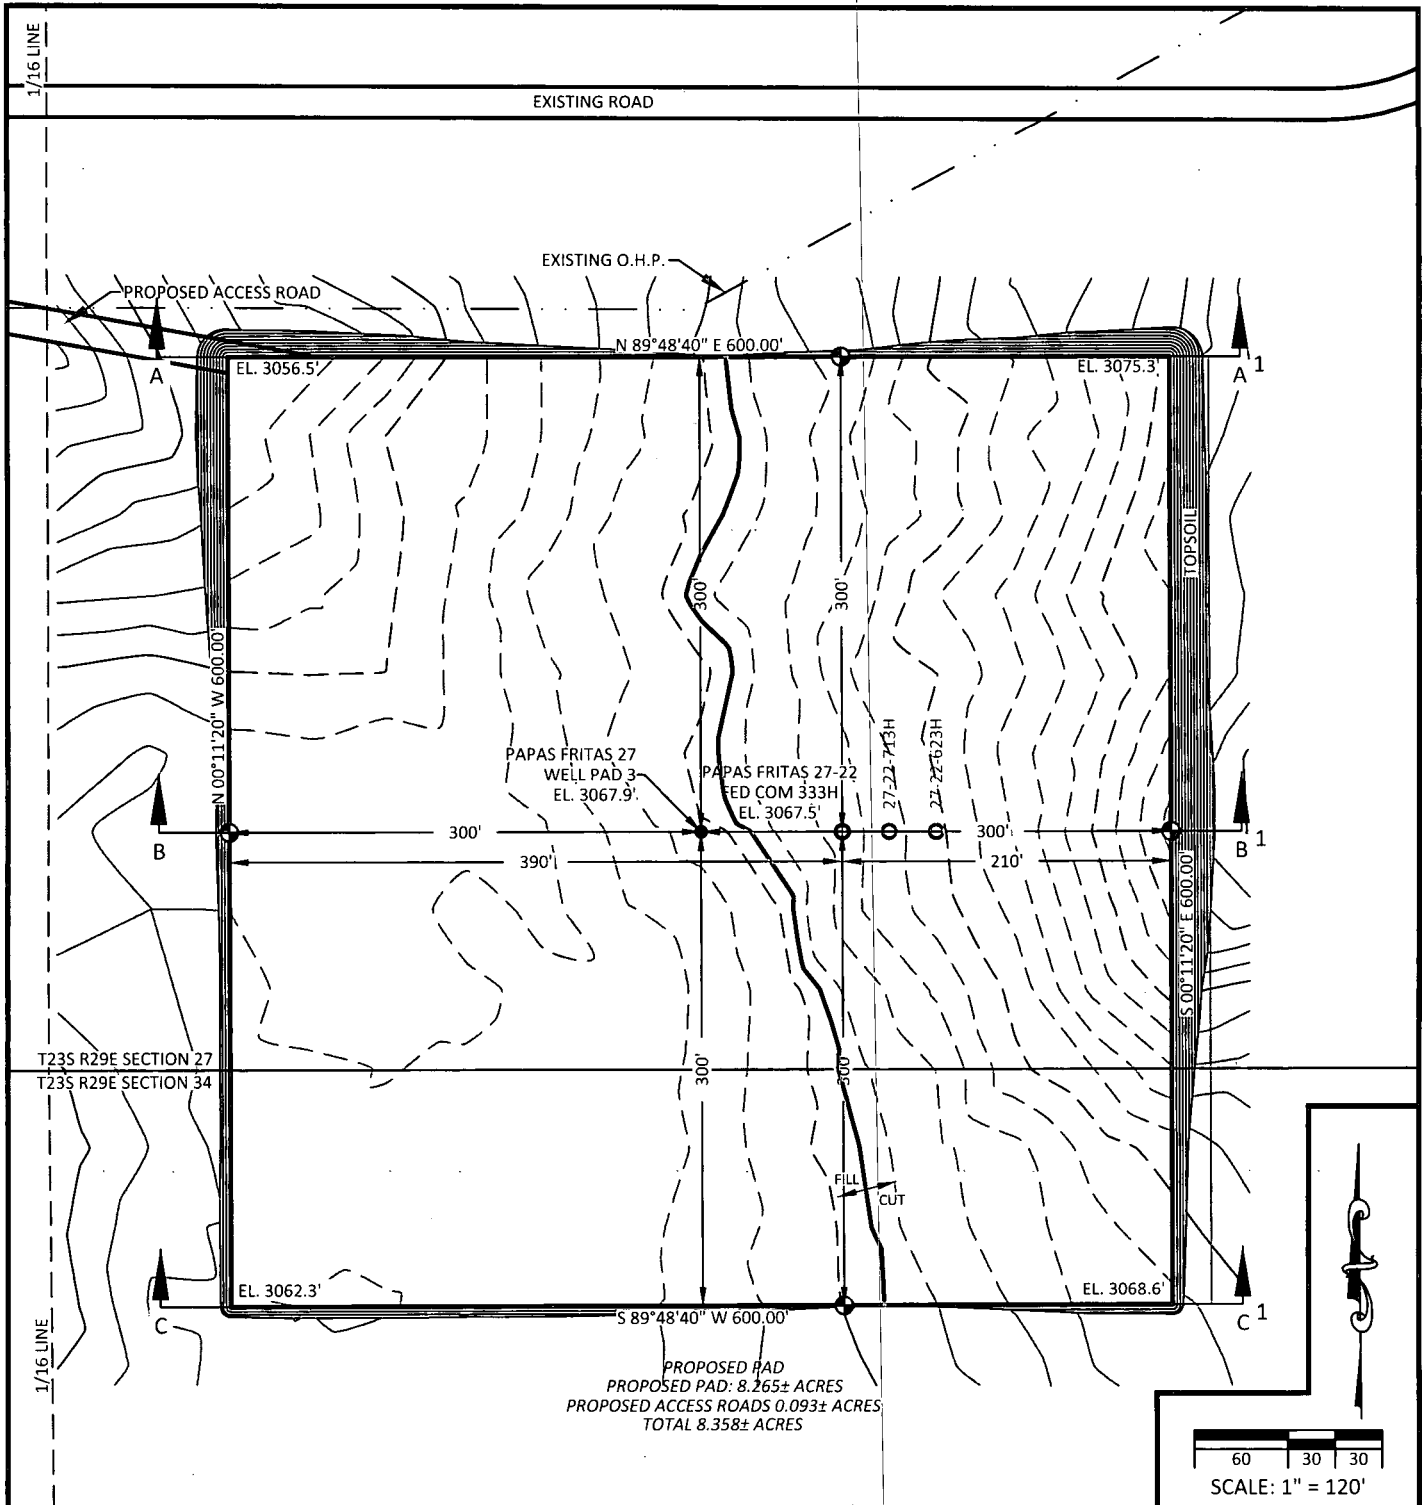 1/16 LINE
EXISTING ROAD
EXISTING O.H.P.
PROPOSED ACCESS ROAD
N 89°48'40" E 600.00'
A
A 1
EL. 3056.5'
EL. 3075.3'
TOPSOIL
300'
300'
N 00°11'20" W 600.00'
PAPAS FRITAS 27
WELL PAD 3
EL. 3067.9'
PAPAS FRITAS 27-22
FED COM 333H
EL. 3067.5'
27-22-713H
27-22-623H
B
300'
300'
B 1
390'
210'
S 00°11'20" E 600.00'
T23S R29E SECTION 27
T23S R29E SECTION 34
300'
300'
FILL
CUT
EL. 3062.3'
EL. 3068.6'
C
S 89°48'40" W 600.00'
C 1
1/16 LINE
PROPOSED PAD
PROPOSED PAD: 8.265± ACRES
PROPOSED ACCESS ROADS 0.093± ACRES
TOTAL 8.358± ACRES
60 30 30
SCALE: 1" = 120'